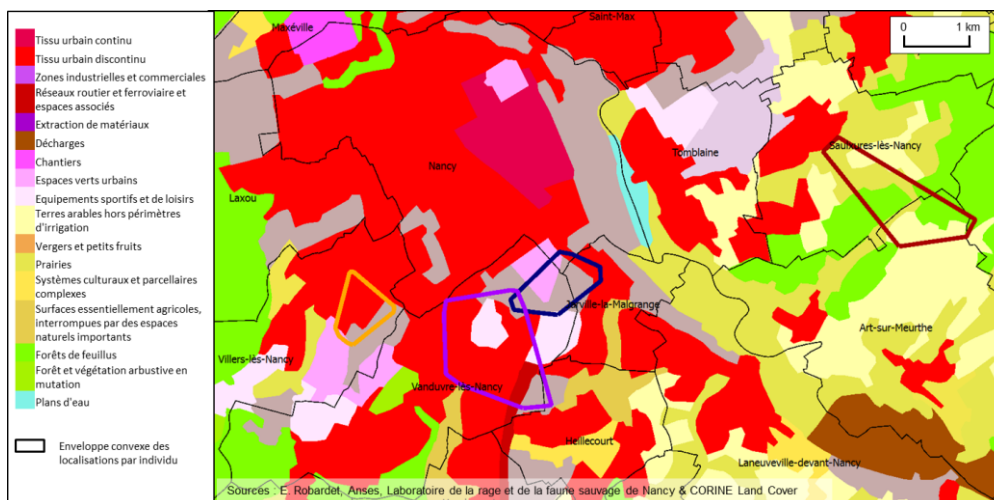 Tissu urbain continu
Tissu urbain discontinu
Zones industrielles et commerciales
Réseaux routier et ferroviaire et
espaces associés
Extraction de matériaux
Décharges
Chantiers
Espaces verts urbains
Equipements sportifs et de loisirs
Terres arables hors périmètres
d'irrigation
Vergers et petits fruits
Prairies
Systèmes culturaux et parcellaires
complexes
Surfaces essentiellement agricoles,
interrompues par des espaces
naturels importants
Forêts de feuillus
Forêt et végétation arbustive en
mutation
Plans d'eau
Enveloppe convexe des
localisations par individu
Maxéville
Saint-Max
0 1 km
Nancy
Tomblaine
Saulxures-lès-Nancy
Laxou
Jarville-la-Malgrange
Art-sur-Meurthe
Villers-lès-Nancy
Vanduvre-lès-Nancy
Heillecourt
Laneuveville-devant-Nancy
Sources : E. Robardet, Anses, Laboratoire de la rage et de la faune sauvage de Nancy & CORINE Land Cover